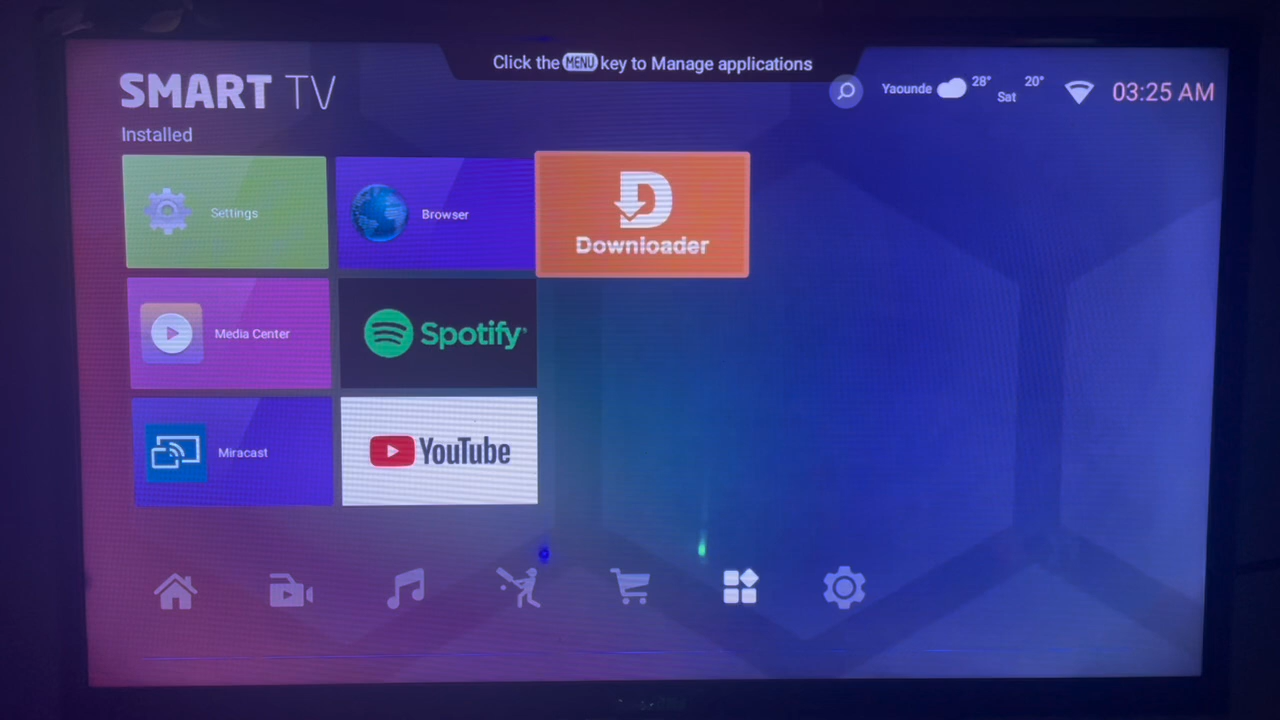 Click the MENU key to Manage applications
SMART TV
Yaounde 28° Sat 20° 03:25 AM
Installed
Settings
Browser
Downloader
Media Center
Spotify
Miracast
YouTube